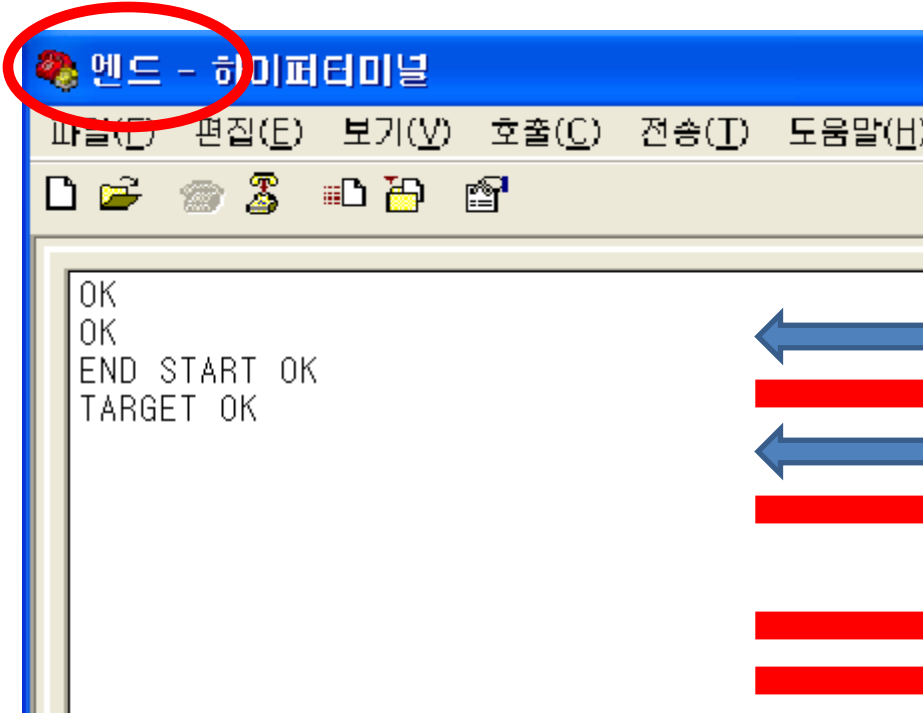 엔드 - 하이퍼터미널
파일(F) 편집(E) 보기(V) 호출(C) 전송(T) 도움말(H)
OK
OK
END START OK
TARGET OK